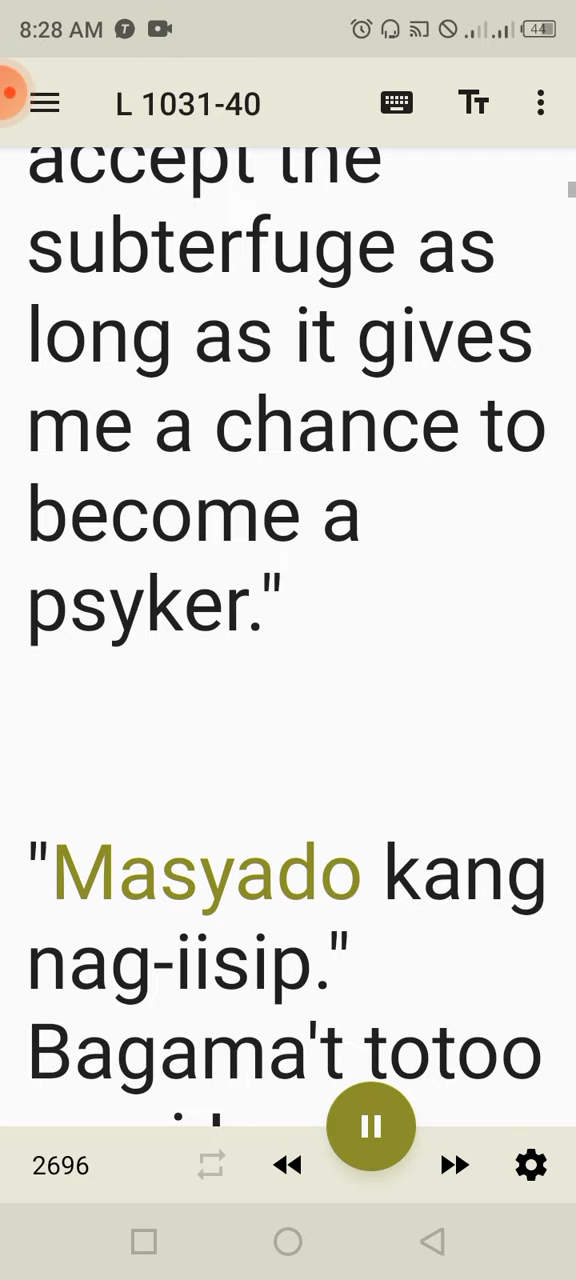 8:28 AM
44
L 1031-40
accept the
subterfuge as
long as it gives
me a chance to
become a
psyker."
"Masyado kang
nag-iisip."
Bagama't totoo
2696